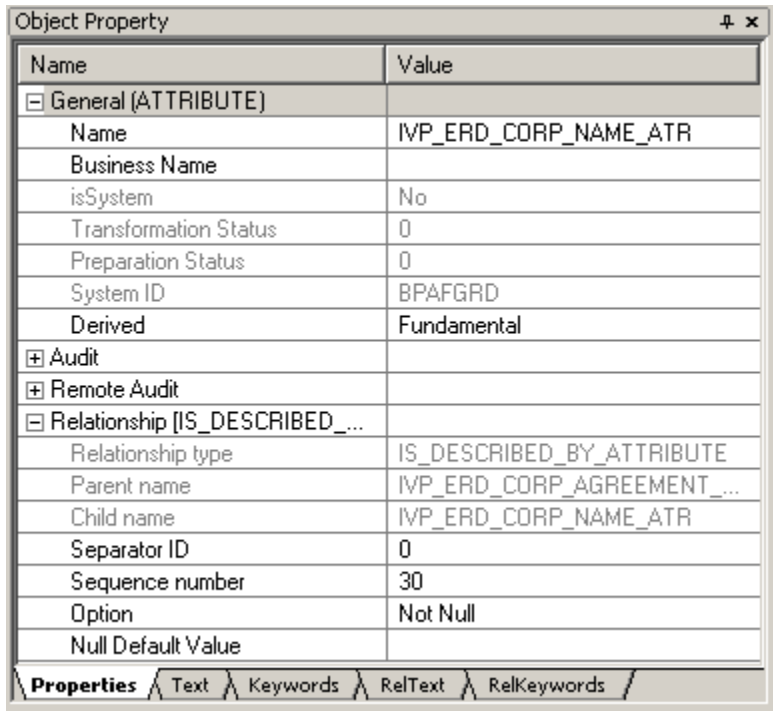 Object Property
Name Value
General (ATTRIBUTE)
Name IVP_ERD_CORP_NAME_ATR
Business Name
isSystem No
Transformation Status 0
Preparation Status 0
System ID BPAFGRD
Derived Fundamental
Audit
Remote Audit
Relationship [IS_DESCRIBED_...
Relationship type IS_DESCRIBED_BY_ATTRIBUTE
Parent name IVP_ERD_CORP_AGREEMENT_...
Child name IVP_ERD_CORP_NAME_ATR
Separator ID 0
Sequence number 30
Option Not Null
Null Default Value
Properties Text Keywords RelText RelKeywords